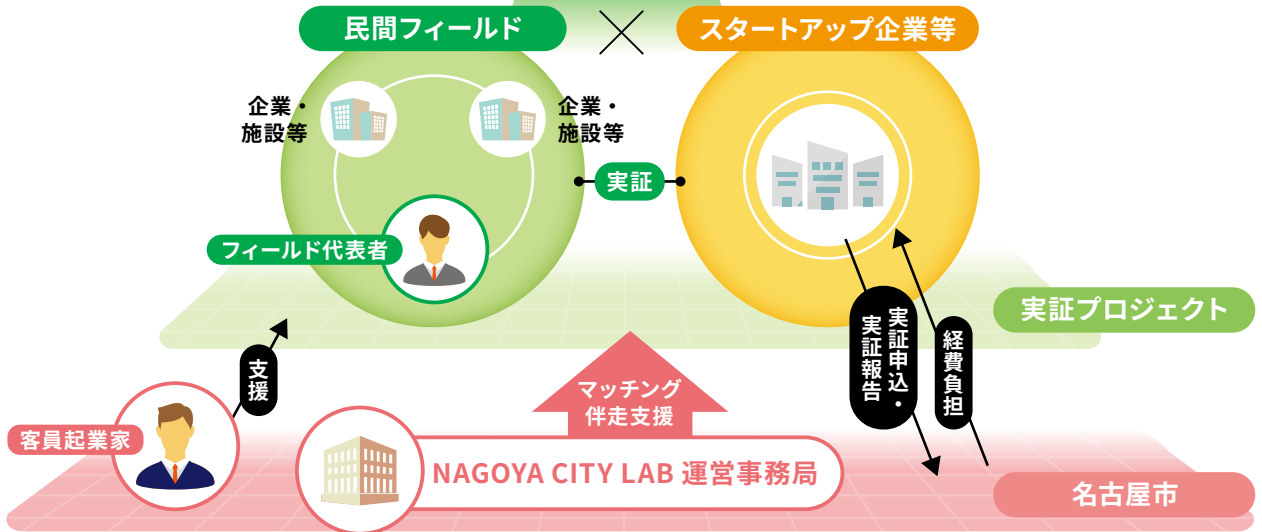 民間フィールド
スタートアップ企業等
企業・
施設等
企業・
施設等
実証
フィールド代表者
実証プロジェクト
実証申込・
実証報告
経費負担
支援
マッチング
伴走支援
客員起業家
NAGOYA CITY LAB 運営事務局
名古屋市